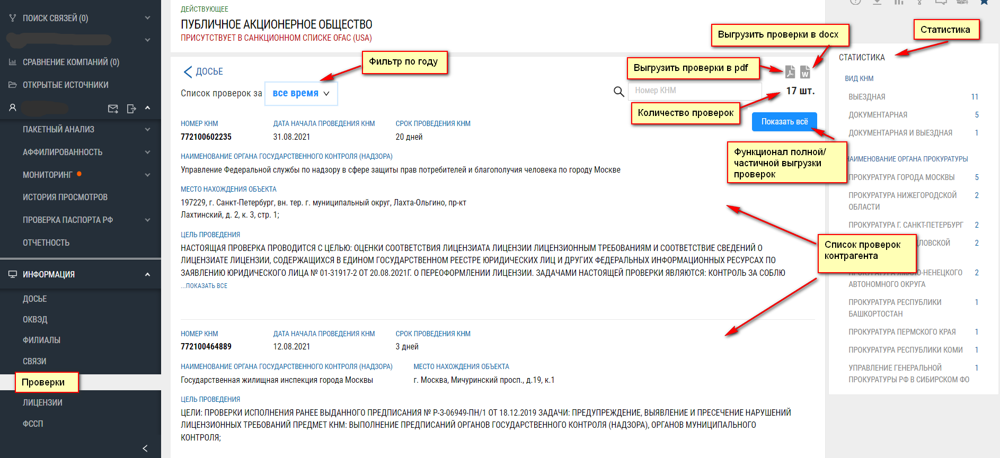 ПОИСК СВЯЗЕЙ (0)
СРАВНЕНИЕ КОМПАНИЙ (0)
ОТКРЫТЫЕ ИСТОЧНИКИ
ПАКЕТНЫЙ АНАЛИЗ
АФФИЛИРОВАННОСТЬ
МОНИТОРИНГ
ИСТОРИЯ ПРОСМОТРОВ
ПРОВЕРКА ПАСПОРТА РФ
ОТЧЕТНОСТЬ
ИНФОРМАЦИЯ
ДОСЬЕ
ОКВЭД
ФИЛИАЛЫ
СВЯЗИ
Проверки
ЛИЦЕНЗИИ
ФССП
ДЕЙСТВУЮЩЕЕ
ПУБЛИЧНОЕ АКЦИОНЕРНОЕ ОБЩЕСТВО
ПРИСУТСТВУЕТ В САНКЦИОННОМ СПИСКЕ OFAC (USA)
Фильтр по году
Выгрузить проверки в docx
Выгрузить проверки в pdf
ДОСЬЕ
Список проверок за все время
Номер КНМ
17 шт.
Количество проверок
Показать всё
Функционал полной/
частичной выгрузки
проверок
НОМЕР КНМ ДАТА НАЧАЛА ПРОВЕДЕНИЯ КНМ СРОК ПРОВЕДЕНИЯ КНМ
772100602235 31.08.2021 20 дней
НАИМЕНОВАНИЕ ОРГАНА ГОСУДАРСТВЕННОГО КОНТРОЛЯ (НАДЗОРА)
Управление Федеральной службы по надзору в сфере защиты прав потребителей и благополучия человека по городу Москве
МЕСТО НАХОЖДЕНИЯ ОБЪЕКТА
197229, г. Санкт-Петербург, вн. тер. г. муниципальный округ, Лахта-Ольгино, пр-кт
Лахтинский, д. 2, к. 3, стр. 1;
ЦЕЛЬ ПРОВЕДЕНИЯ
НАСТОЯЩАЯ ПРОВЕРКА ПРОВОДИТСЯ С ЦЕЛЬЮ: ОЦЕНКИ СООТВЕТСТВИЯ ЛИЦЕНЗИАТА ЛИЦЕНЗИИ ЛИЦЕНЗИОННЫМ ТРЕБОВАНИЯМ И СООТВЕТСТВИЕ СВЕДЕНИЙ О
ЛИЦЕНЗИАТЕ ЛИЦЕНЗИИ, СОДЕРЖАЩИХСЯ В ЕДИНОМ ГОСУДАРСТВЕННОМ РЕЕСТРЕ ЮРИДИЧЕСКИХ ЛИЦ И ДРУГИХ ФЕДЕРАЛЬНЫХ ИНФОРМАЦИОННЫХ РЕСУРСАХ ПО
ЗАЯВЛЕНИЮ ЮРИДИЧЕСКОГО ЛИЦА № 01-31917-2 ОТ 20.08.2021Г. О ПЕРЕОФОРМЛЕНИИ ЛИЦЕНЗИИ. ЗАДАЧАМИ НАСТОЯЩЕЙ ПРОВЕРКИ ЯВЛЯЮТСЯ: КОНТРОЛЬ ЗА СОБЛЮ
...ПОКАЗАТЬ ВСЕ
Список проверок
контрагента
НОМЕР КНМ ДАТА НАЧАЛА ПРОВЕДЕНИЯ КНМ СРОК ПРОВЕДЕНИЯ КНМ
772100464889 12.08.2021 3 дней
НАИМЕНОВАНИЕ ОРГАНА ГОСУДАРСТВЕННОГО КОНТРОЛЯ (НАДЗОРА) МЕСТО НАХОЖДЕНИЯ ОБЪЕКТА
Государственная жилищная инспекция города Москвы г. Москва, Мичуринский просп., д.19, к.1
ЦЕЛЬ ПРОВЕДЕНИЯ
ЦЕЛИ: ПРОВЕРКИ ИСПОЛНЕНИЯ РАНЕЕ ВЫДАННОГО ПРЕДПИСАНИЯ № Р-З-06949-ПН/1 ОТ 18.12.2019 ЗАДАЧИ: ПРЕДУПРЕЖДЕНИЕ, ВЫЯВЛЕНИЕ И ПРЕСЕЧЕНИЕ НАРУШЕНИЙ
ЛИЦЕНЗИОННЫХ ТРЕБОВАНИЙ ПРЕДМЕТ КНМ: ВЫПОЛНЕНИЕ ПРЕДПИСАНИЙ ОРГАНОВ ГОСУДАРСТВЕННОГО КОНТРОЛЯ (НАДЗОРА), ОРГАНОВ МУНИЦИПАЛЬНОГО
КОНТРОЛЯ;
Статистика
СТАТИСТИКА
ВИД КНМ
ВЫЕЗДНАЯ 11
ДОКУМЕНТАРНАЯ 5
ДОКУМЕНТАРНАЯ И ВЫЕЗДНАЯ 1
НАИМЕНОВАНИЕ ОРГАНА ПРОКУРАТУРЫ
ПРОКУРАТУРА ГОРОДА МОСКВЫ 5
ПРОКУРАТУРА НИЖЕГОРОДСКОЙ 2
ОБЛАСТИ
ПРОКУРАТУРА Г. САНКТ-ПЕТЕРБУРГ 2
ДЛОВСКОЙ 2
ПРОКУРАТУРА ЯМАЛО-НЕНЕЦКОГО 2
АВТОНОМНОГО ОКРУГА
ПРОКУРАТУРА РЕСПУБЛИКИ 1
БАШКОРТОСТАН
ПРОКУРАТУРА ПЕРМСКОГО КРАЯ 1
ПРОКУРАТУРА РЕСПУБЛИКИ КОМИ 1
УПРАВЛЕНИЕ ГЕНЕРАЛЬНОЙ 1
ПРОКУРАТУРЫ РФ В СИБИРСКОМ ФО